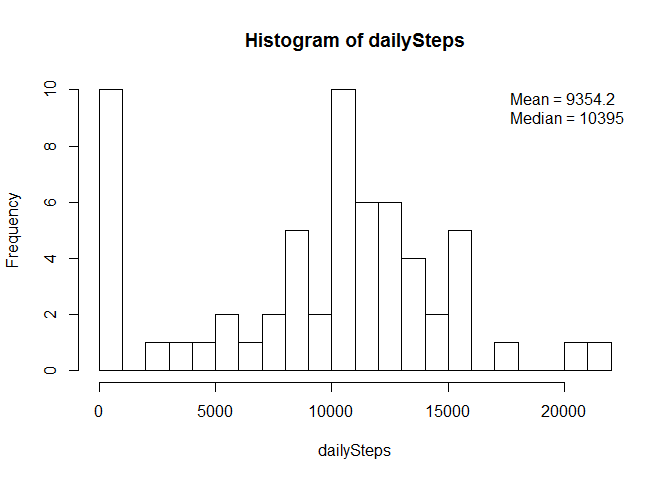 Histogram of dailySteps
Mean = 9354.2
Median = 10395
Frequency
10
8
6
4
2
0
0 5000 10000 15000 20000
dailySteps